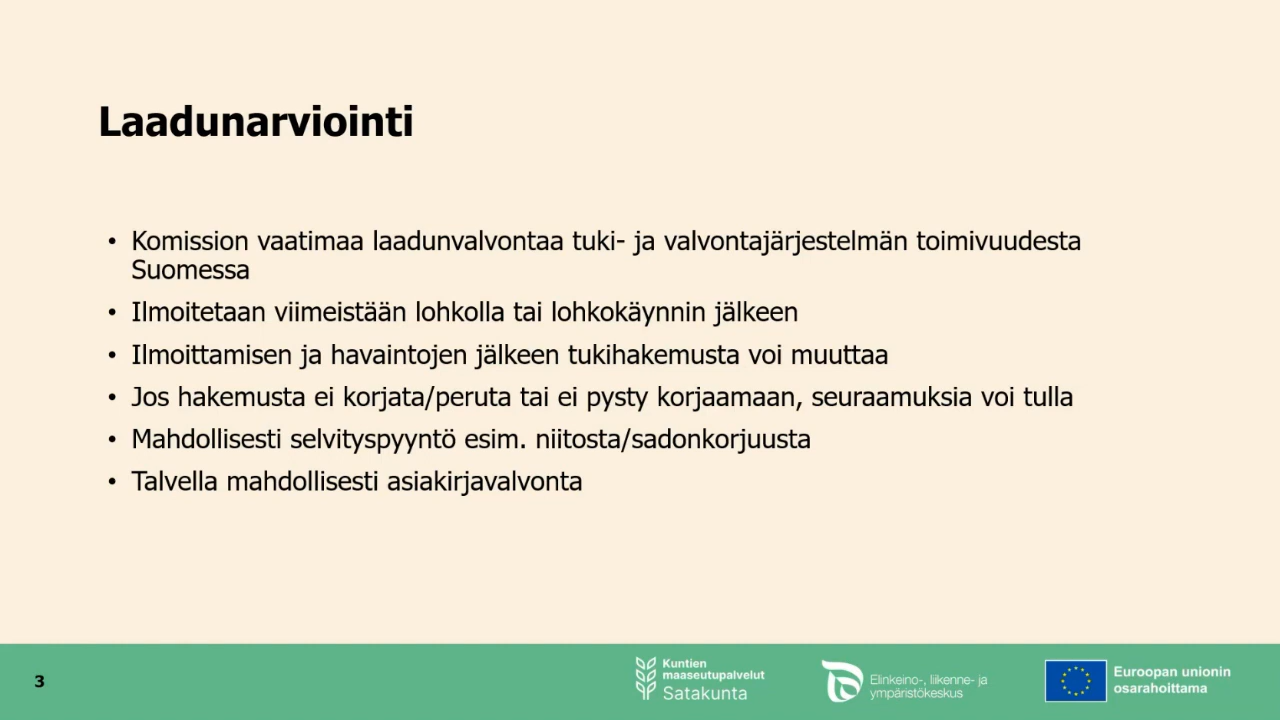 Laadunarviointi
• Komission vaatimaa laadunvalvontaa tuki- ja valvontajärjestelmän toimivuudesta
Suomessa
• Ilmoitetaan viimeistään lohkolla tai lohkokäynnin jälkeen
• Ilmoittamisen ja havaintojen jälkeen tukihakemusta voi muuttaa
• Jos hakemusta ei korjata/peruta tai ei pysty korjaamaan, seuraamuksia voi tulla
• Mahdollisesti selvityspyyntö esim. niitosta/sadonkorjuusta
• Talvella mahdollisesti asiakirjavalvonta
3
Kuntien
maaseutupalvelut
Satakunta
Elinkeino-, liikenne- ja
ympäristökeskus
Euroopan unionin
osarahoittama